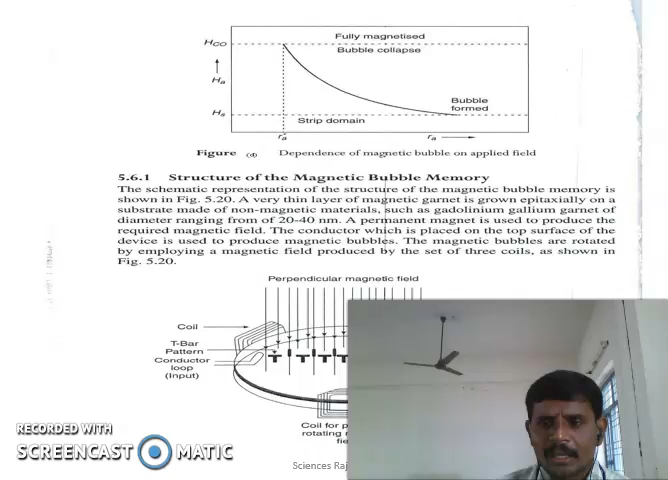 Fully magnetised
H_CO
Bubble collapse
H_a
Bubble
formed
H_a
Strip domain
r_a
r_a
Figure (d) Dependence of magnetic bubble on applied field
5.6.1 Structure of the Magnetic Bubble Memory
The schematic representation of the structure of the magnetic bubble memory is
shown in Fig. 5.20. A very thin layer of magnetic garnet is grown epitaxially on a
substrate made of non-magnetic materials, such as gadolinium gallium garnet of
diameter ranging from of 20-40 nm. A permanent magnet is used to produce the
required magnetic field. The conductor which is placed on the top surface of the
device is used to produce magnetic bubbles. The magnetic bubbles are rotated
by employing a magnetic field produced by the set of three coils, as shown in
Fig. 5.20.
Perpendicular magnetic field
Coil
T-Bar
Pattern
Conductor
loop
(Input)
Coil for
rotating
RECORDED WITH
SCREENCAST MATIC
Sciences